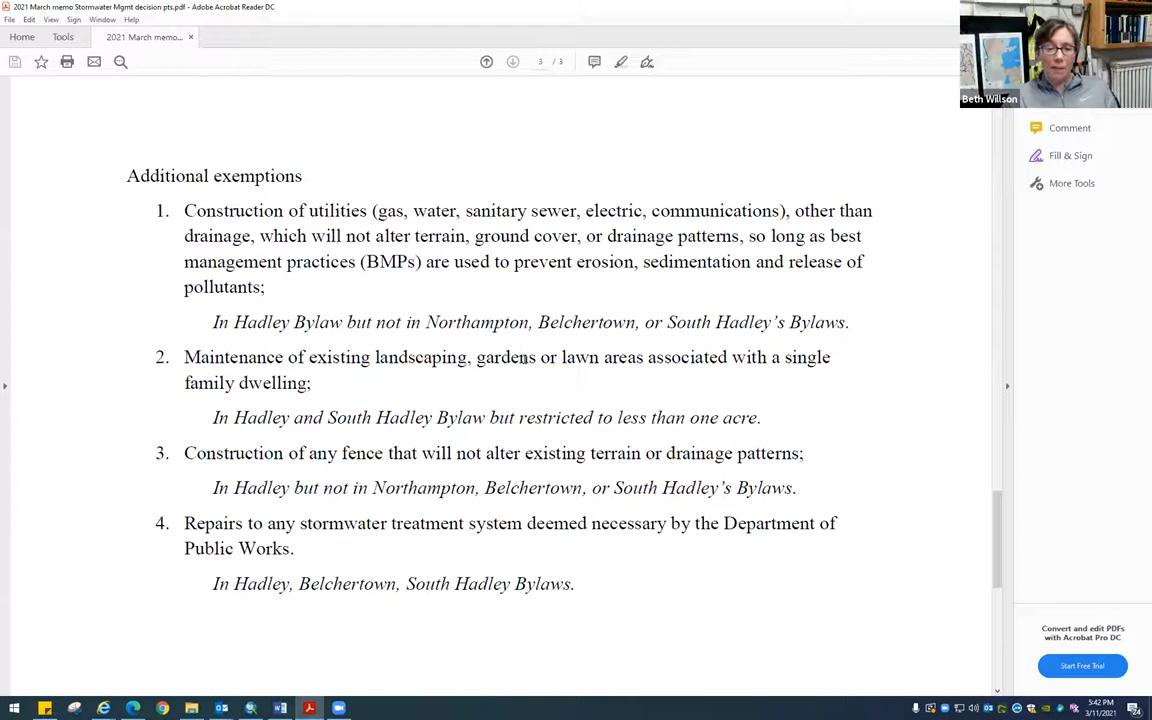 2021 March memo Stormwater Mgmt decision pts.pdf - Adobe Acrobat Reader DC
File Edit View Sign Window Help
Home Tools 2021 March memo... ×
3 / 3
Beth Willson
Comment
Fill & Sign
More Tools
Additional exemptions
1. Construction of utilities (gas, water, sanitary sewer, electric, communications), other than
drainage, which will not alter terrain, ground cover, or drainage patterns, so long as best
management practices (BMPs) are used to prevent erosion, sedimentation and release of
pollutants;
In Hadley Bylaw but not in Northampton, Belchertown, or South Hadley's Bylaws.
2. Maintenance of existing landscaping, gardens or lawn areas associated with a single
family dwelling;
In Hadley and South Hadley Bylaw but restricted to less than one acre.
3. Construction of any fence that will not alter existing terrain or drainage patterns;
In Hadley but not in Northampton, Belchertown, or South Hadley's Bylaws.
4. Repairs to any stormwater treatment system deemed necessary by the Department of
Public Works.
In Hadley, Belchertown, South Hadley Bylaws.
Convert and edit PDFs
with Acrobat Pro DC
Start Free Trial
5:42 PM
3/11/2021
24